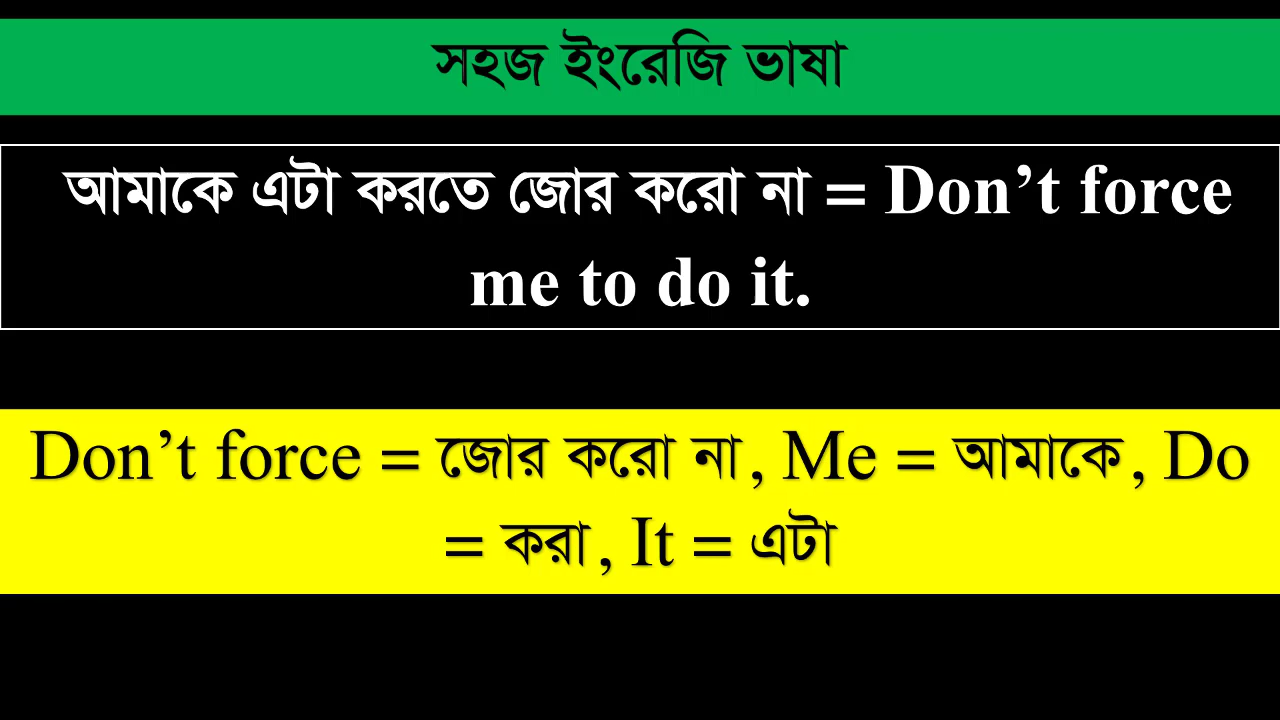 সহজ ইংরেজি ভাষা
আমাকে এটা করতে জোর করো না = Don’t force
me to do it.
Don’t force = জোর করো না, Me = আমাকে, Do
= করা, It = এটা